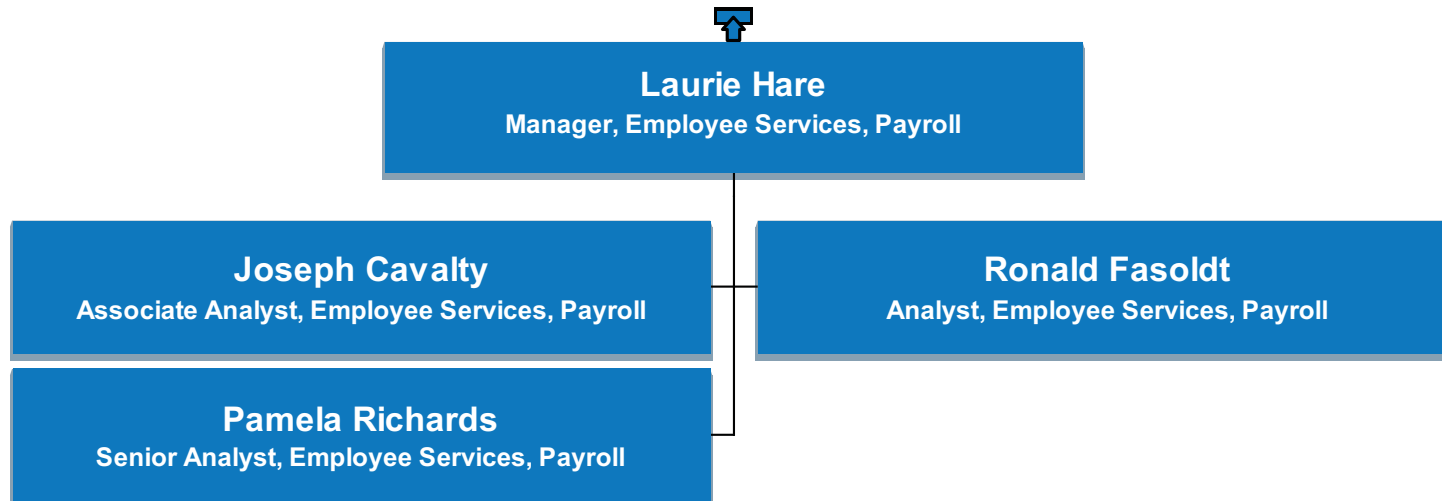 Laurie Hare
Manager, Employee Services, Payroll
Joseph Cavalty
Associate Analyst, Employee Services, Payroll
Ronald Fasoldt
Analyst, Employee Services, Payroll
Pamela Richards
Senior Analyst, Employee Services, Payroll